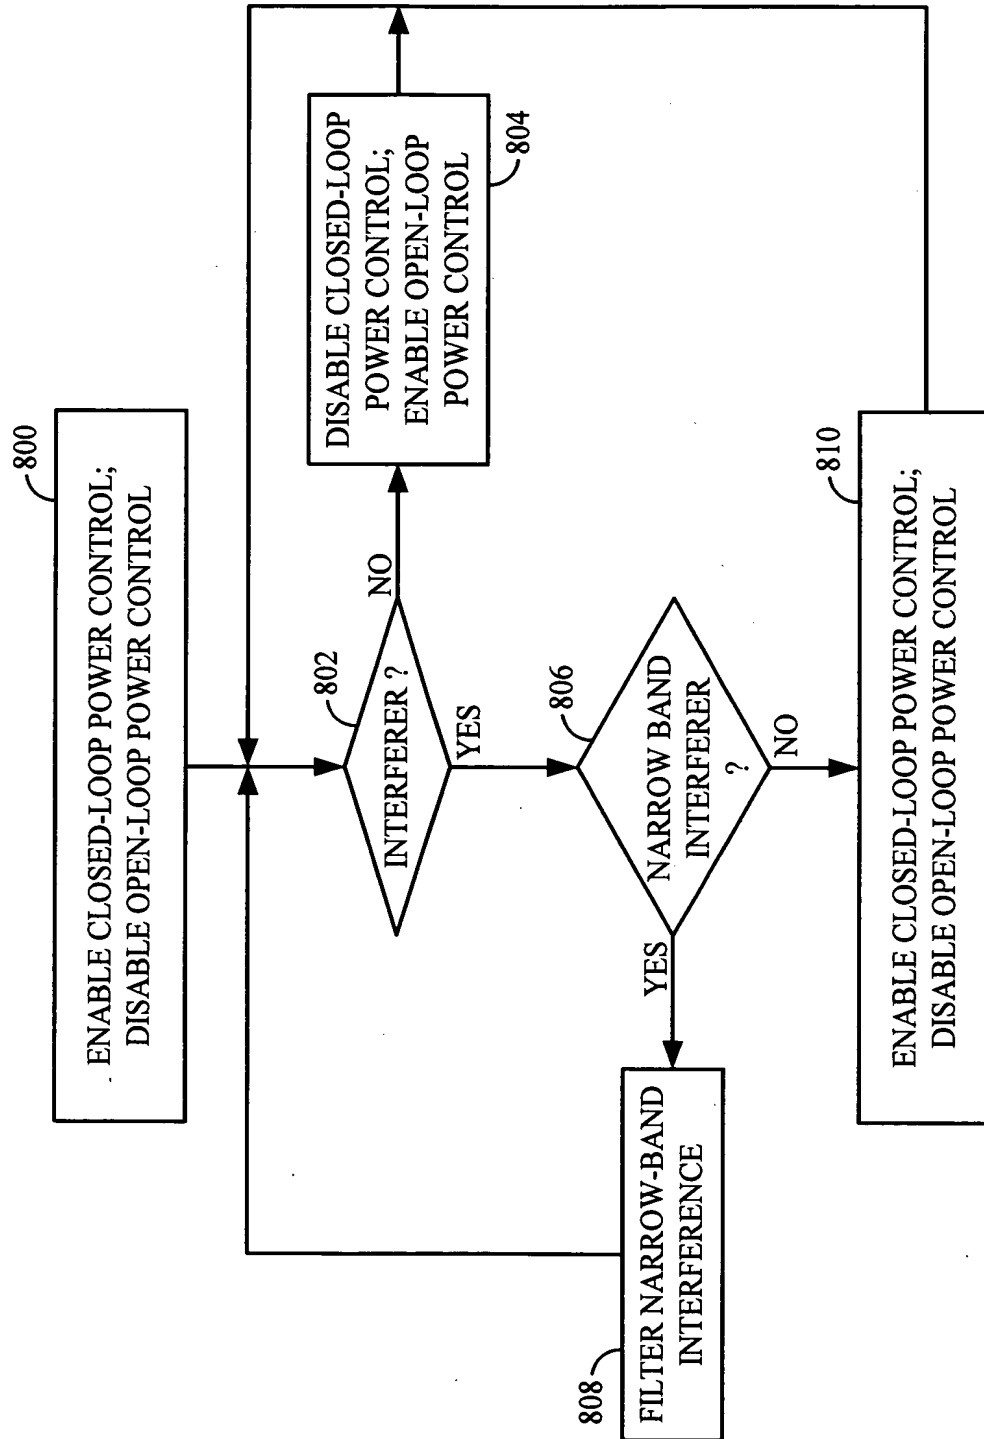 800
ENABLE CLOSED-LOOP POWER CONTROL;
DISABLE OPEN-LOOP POWER CONTROL
802
INTERFERER ?
NO
YES
804
DISABLE CLOSED-LOOP
POWER CONTROL;
ENABLE OPEN-LOOP
POWER CONTROL
806
NARROW BAND
INTERFERER
?
YES
NO
808
FILTER NARROW-BAND
INTERFERENCE
810
ENABLE CLOSED-LOOP POWER CONTROL;
DISABLE OPEN-LOOP POWER CONTROL